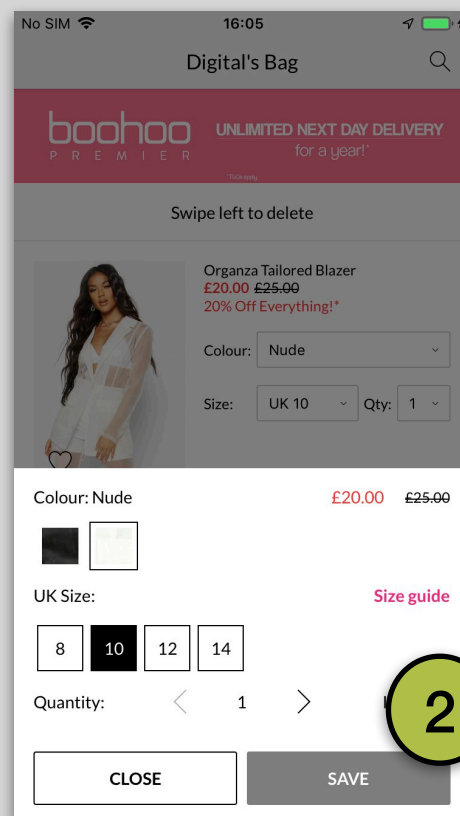 No SIM 16:05
Digital's Bag
boohoo
PREMIER
UNLIMITED NEXT DAY DELIVERY
for a year!*
*T&Cs apply
Swipe left to delete
Organza Tailored Blazer
£20.00 £25.00
20% Off Everything!*
Colour: Nude
Size: UK 10 Qty: 1
Colour: Nude £20.00 £25.00
UK Size: Size guide
8 10 12 14
Quantity: 1
2
CLOSE SAVE